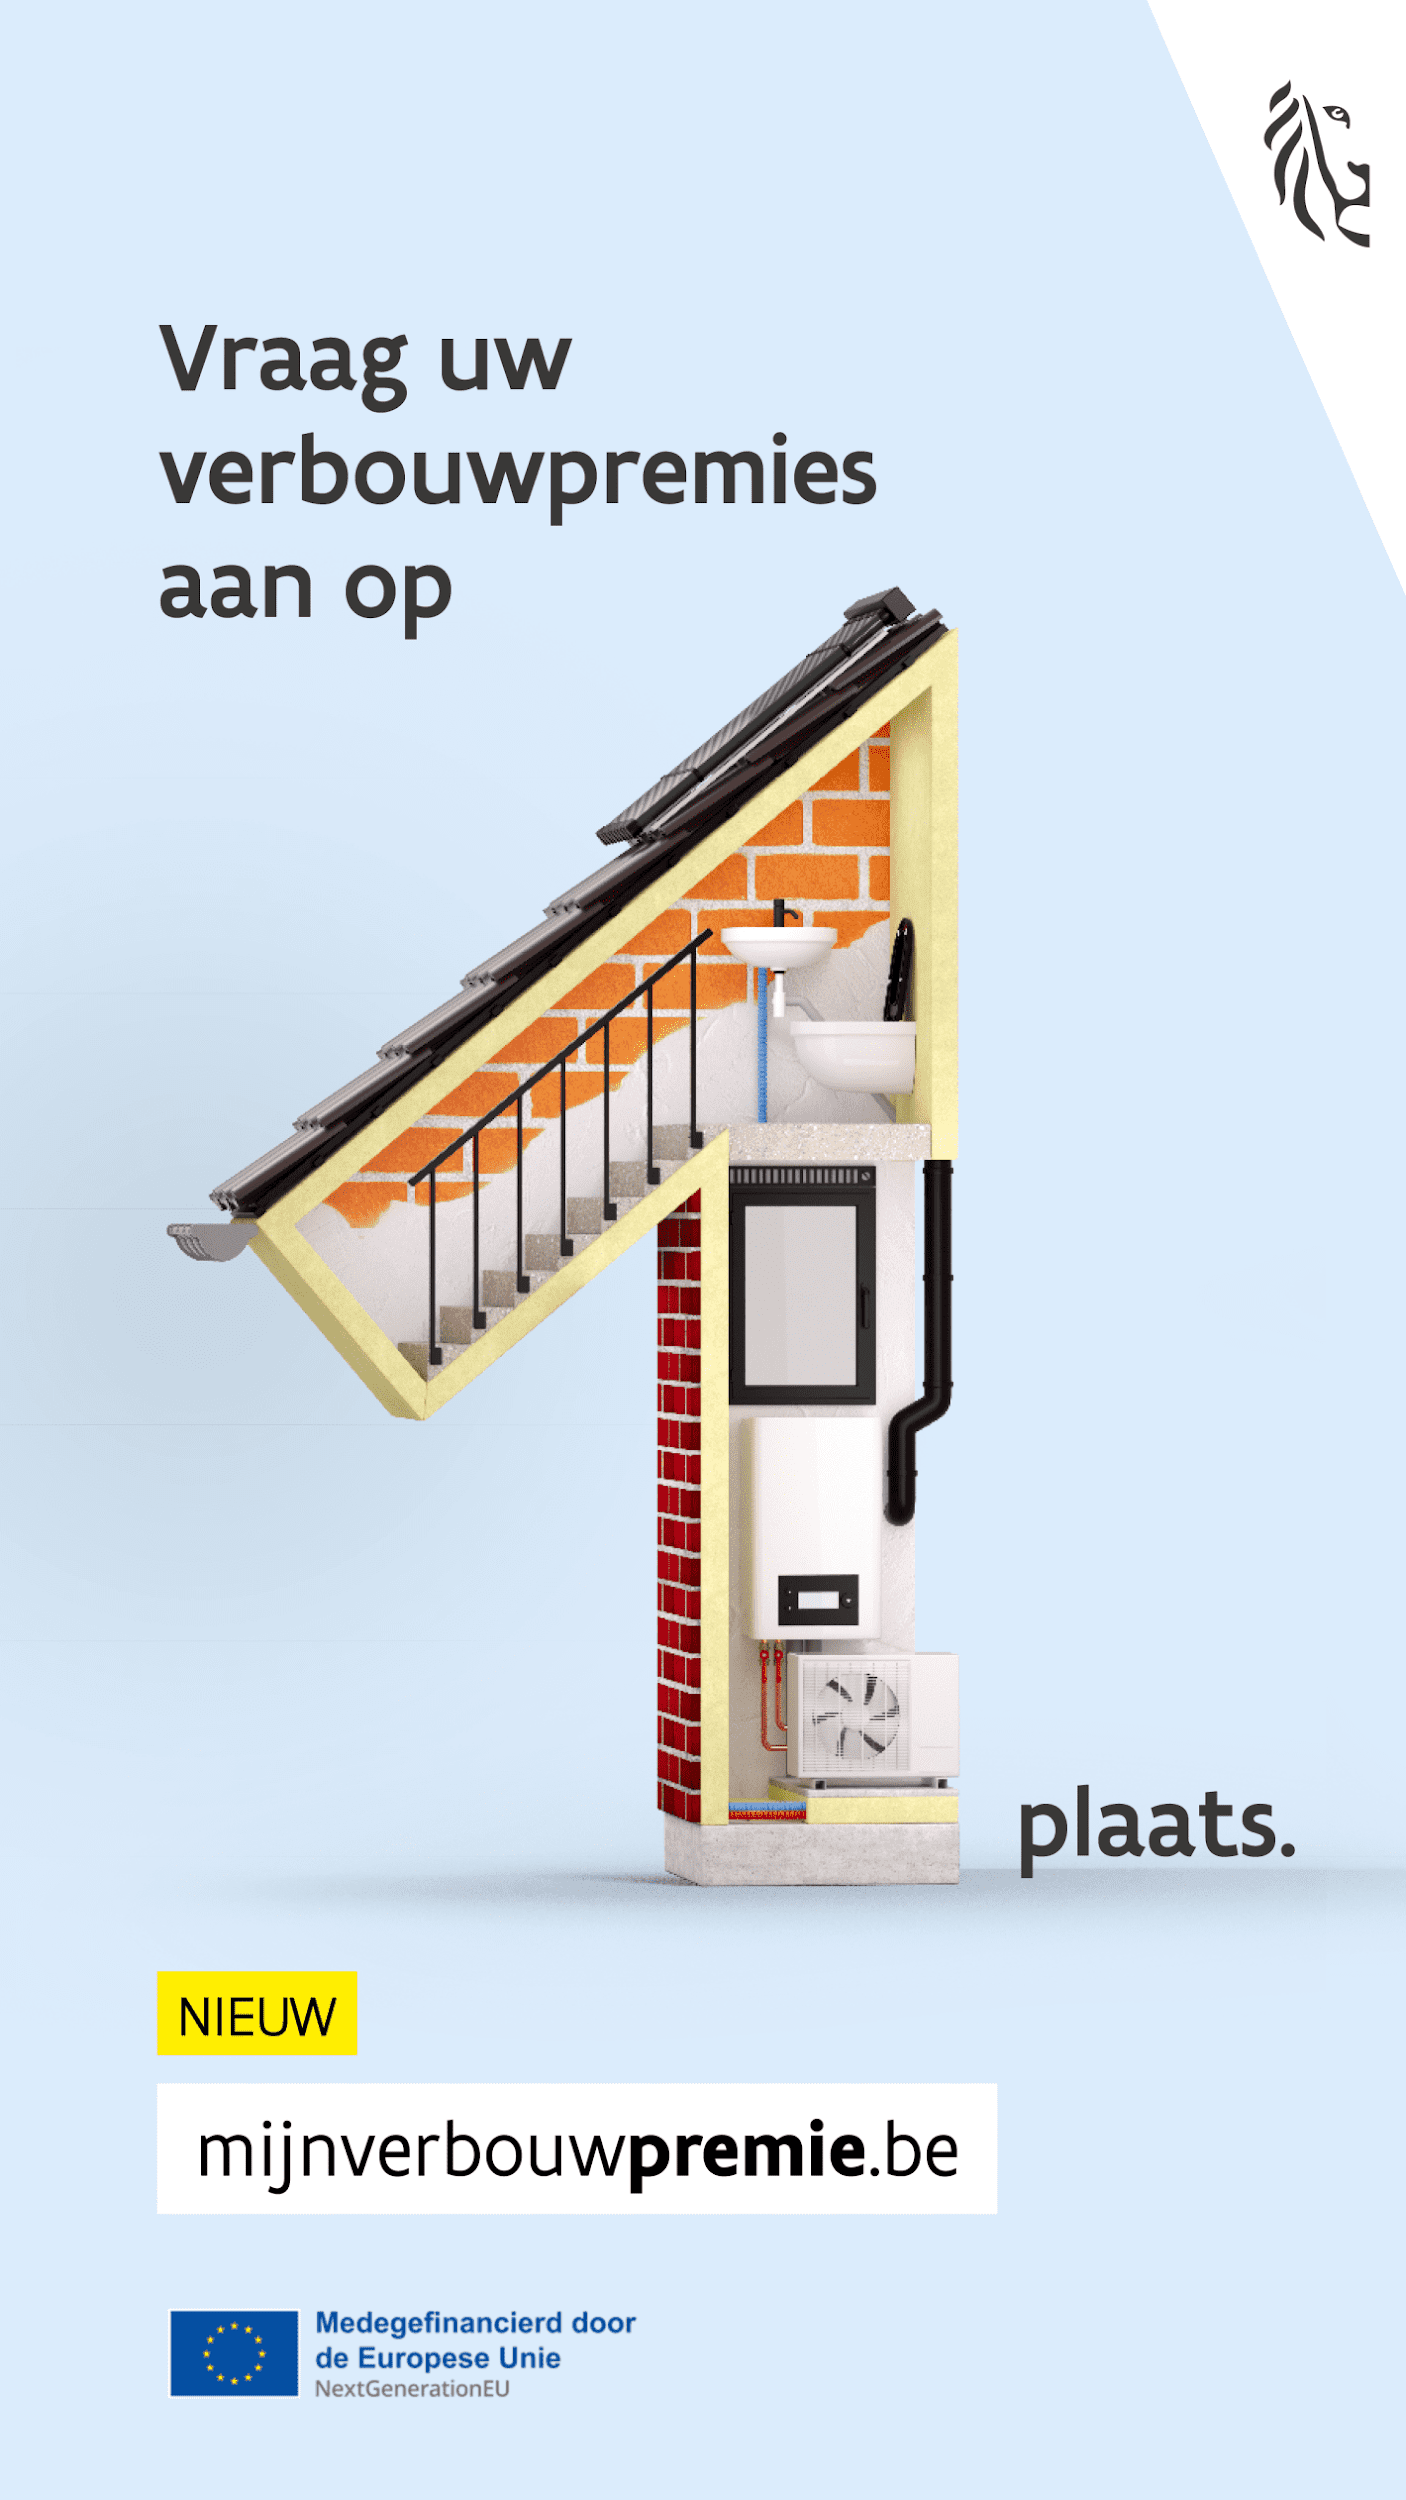 Vraag uw
verbouwpremies
aan op
plaats.
NIEUW
mijnverbouwpremie.be
Medegefinancierd door
de Europese Unie
NextGenerationEU